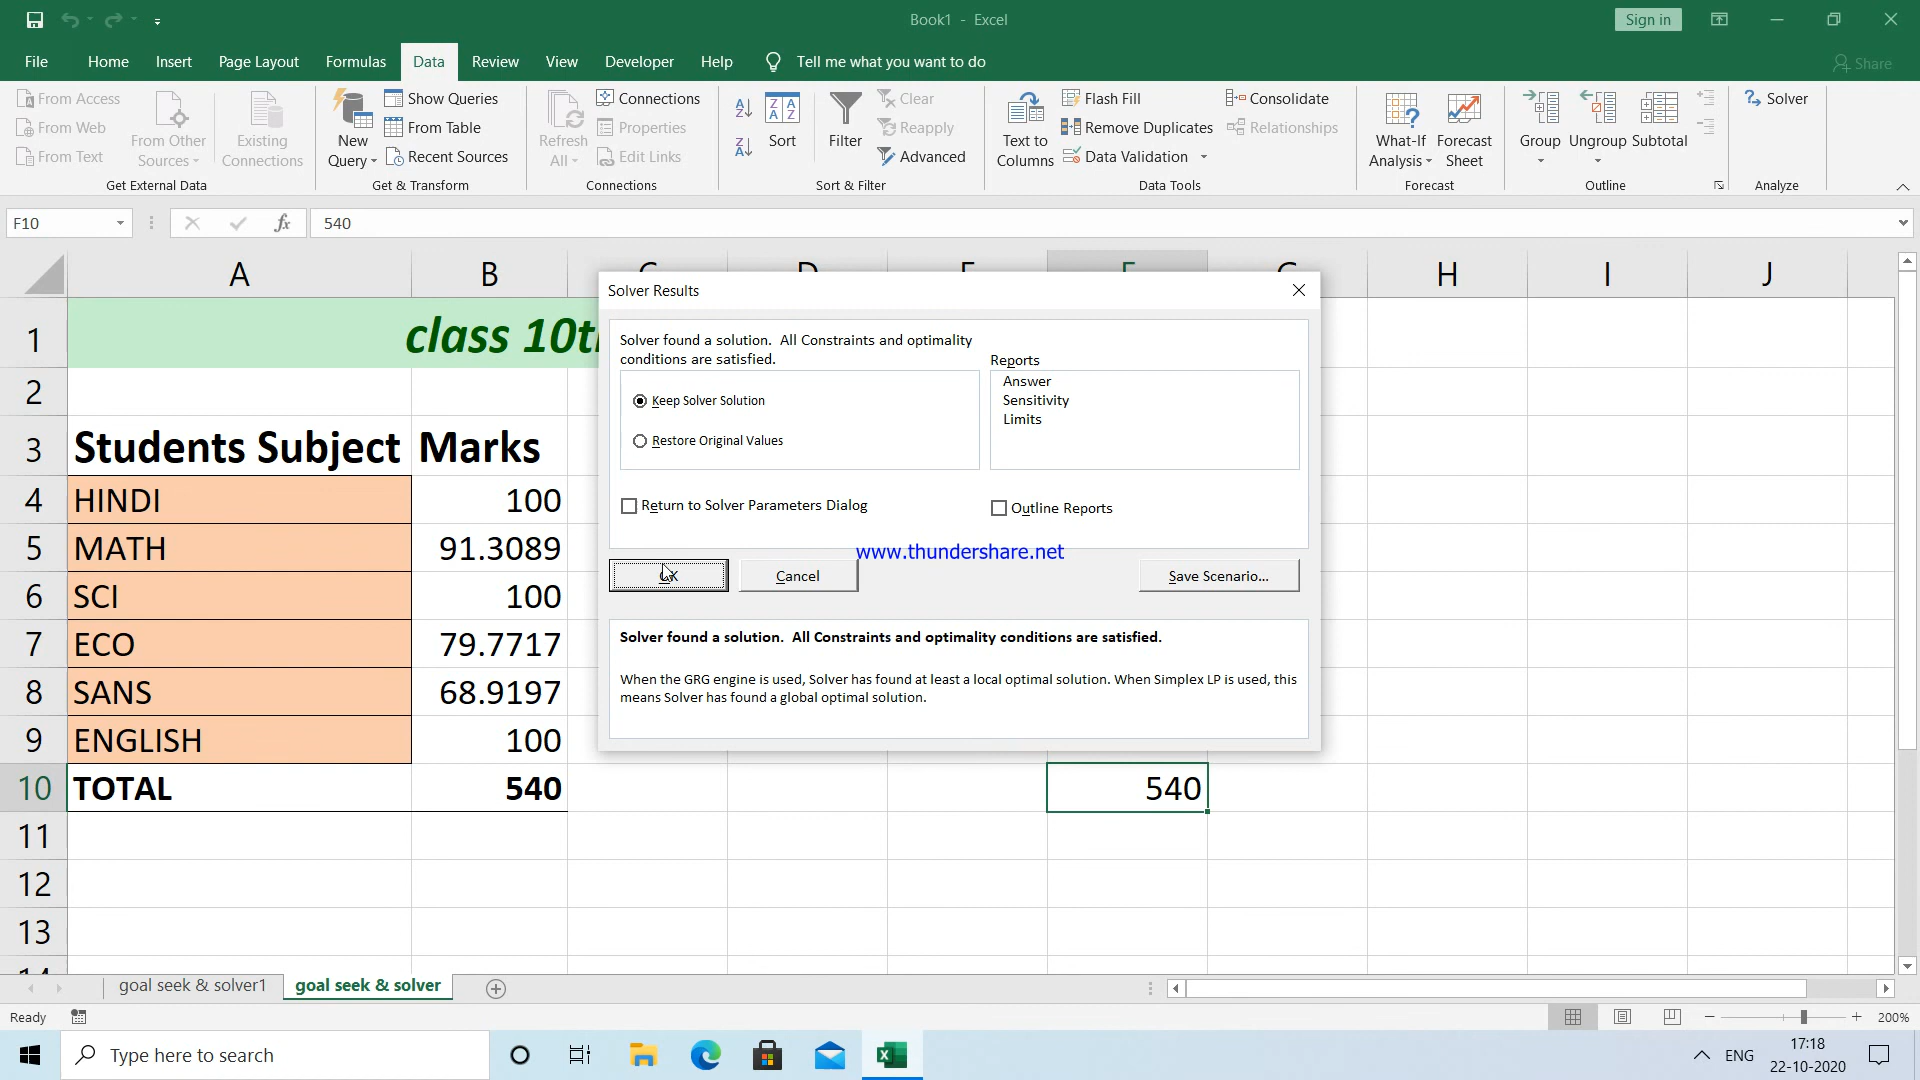 Book1 - Excel
Sign in
File Home Insert Page Layout Formulas Data Review View Developer Help Tell me what you want to do
Share
From Access
From Web
From Text
From Other Sources
Existing Connections
Get External Data
New Query
Show Queries
From Table
Recent Sources
Get & Transform
Refresh All
Connections
Properties
Edit Links
Connections
Sort
Filter
Clear
Reapply
Advanced
Sort & Filter
Text to Columns
Flash Fill
Remove Duplicates
Data Validation
Consolidate
Relationships
Data Tools
What-If Analysis
Forecast Sheet
Forecast
Group
Ungroup
Subtotal
Outline
Solver
Analyze
F10
fx
540
A B H I J
1 class 10t
2
3 Students Subject Marks
4 HINDI 100
5 MATH 91.3089
6 SCI 100
7 ECO 79.7717
8 SANS 68.9197
9 ENGLISH 100
10 TOTAL 540 540
11
12
13
14
Solver Results
Solver found a solution. All Constraints and optimality
conditions are satisfied.
Keep Solver Solution
Restore Original Values
Reports
Answer
Sensitivity
Limits
Return to Solver Parameters Dialog
Outline Reports
www.thundershare.net
OK
Cancel
Save Scenario...
Solver found a solution. All Constraints and optimality conditions are satisfied.
When the GRG engine is used, Solver has found at least a local optimal solution. When Simplex LP is used, this
means Solver has found a global optimal solution.
goal seek & solver1
goal seek & solver
Ready
200%
Type here to search
ENG
17:18
22-10-2020